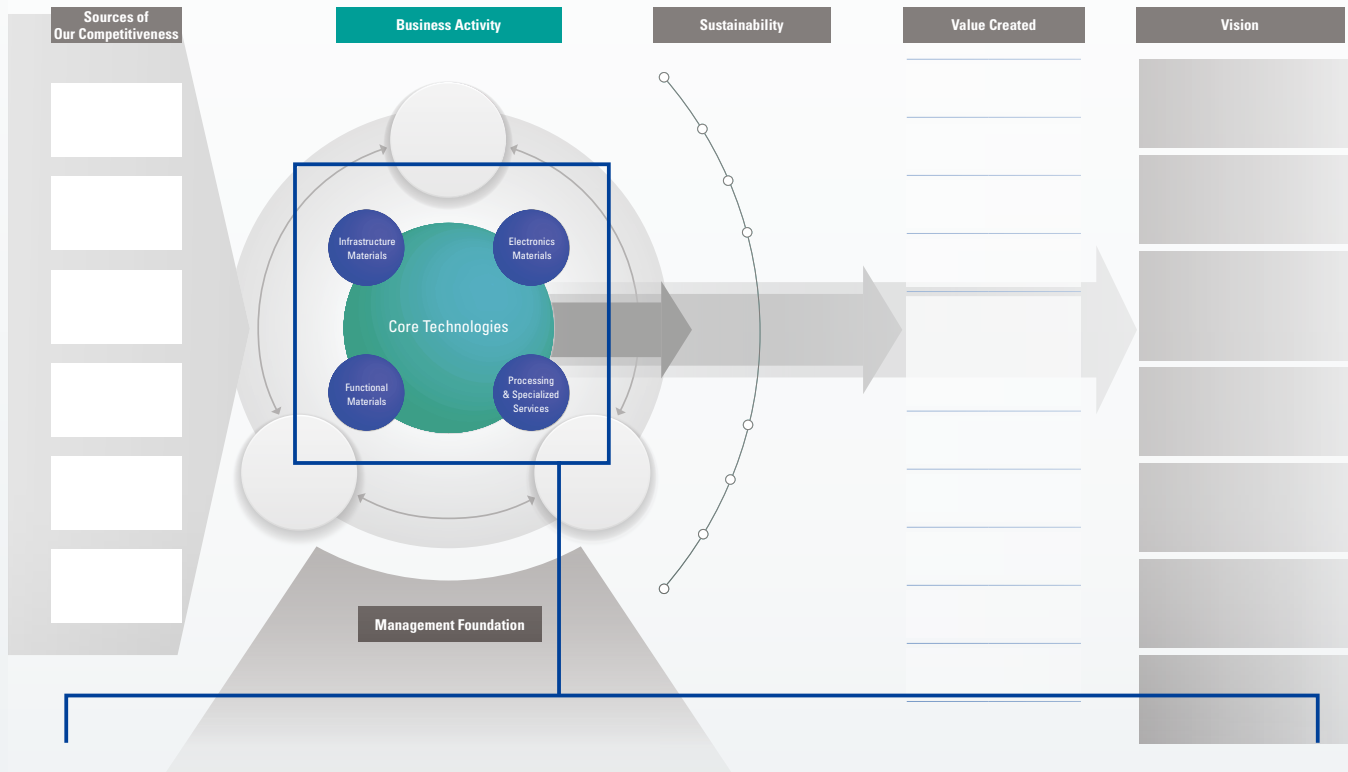 Sources of
Our Competitiveness
Business Activity
Sustainability
Value Created
Vision
Infrastructure
Materials
Electronics
Materials
Core Technologies
Functional
Materials
Processing
& Specialized
Services
Management Foundation